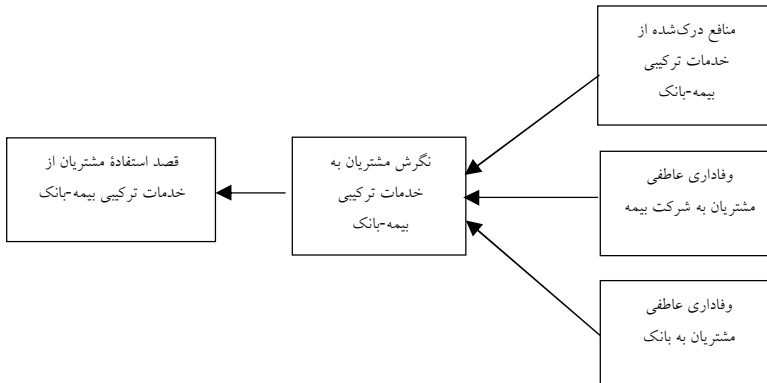 منافع درک‌شده از
خدمات ترکیبی
بیمه-بانک
وفاداری عاطفی
مشتریان به شرکت بیمه
وفاداری عاطفی
مشتریان به بانک
نگرش مشتریان به
خدمات ترکیبی
بیمه-بانک
قصد استفادهٔ مشتریان از
خدمات ترکیبی بیمه-بانک